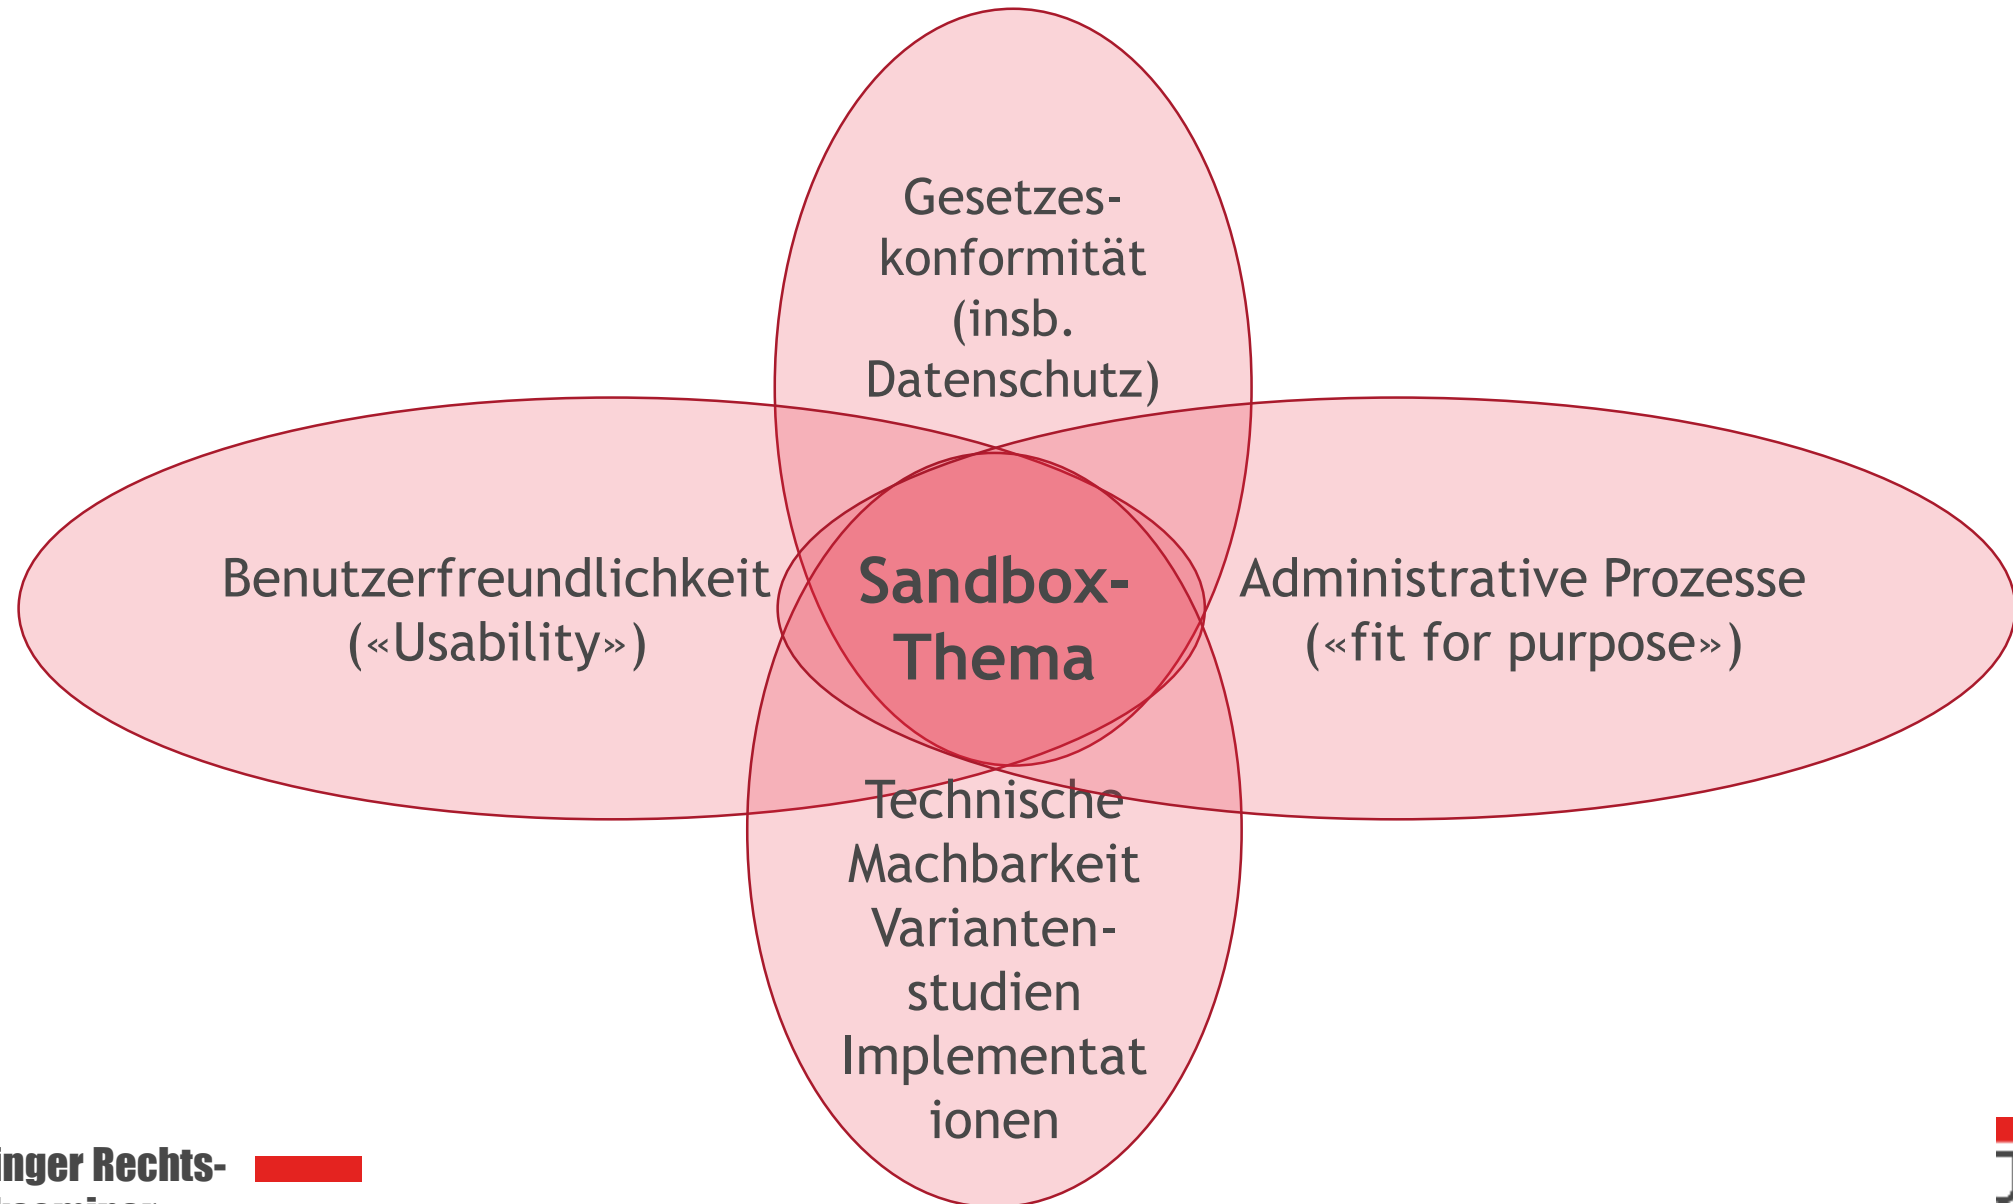 Gesetzes-
konformität
(insb.
Datenschutz)
Benutzerfreundlichkeit
(«Usability»)
Sandbox-
Thema
Administrative Prozesse
(«fit for purpose»)
Technische
Machbarkeit
Varianten-
studien
Implementat
ionen
inger Rechts-